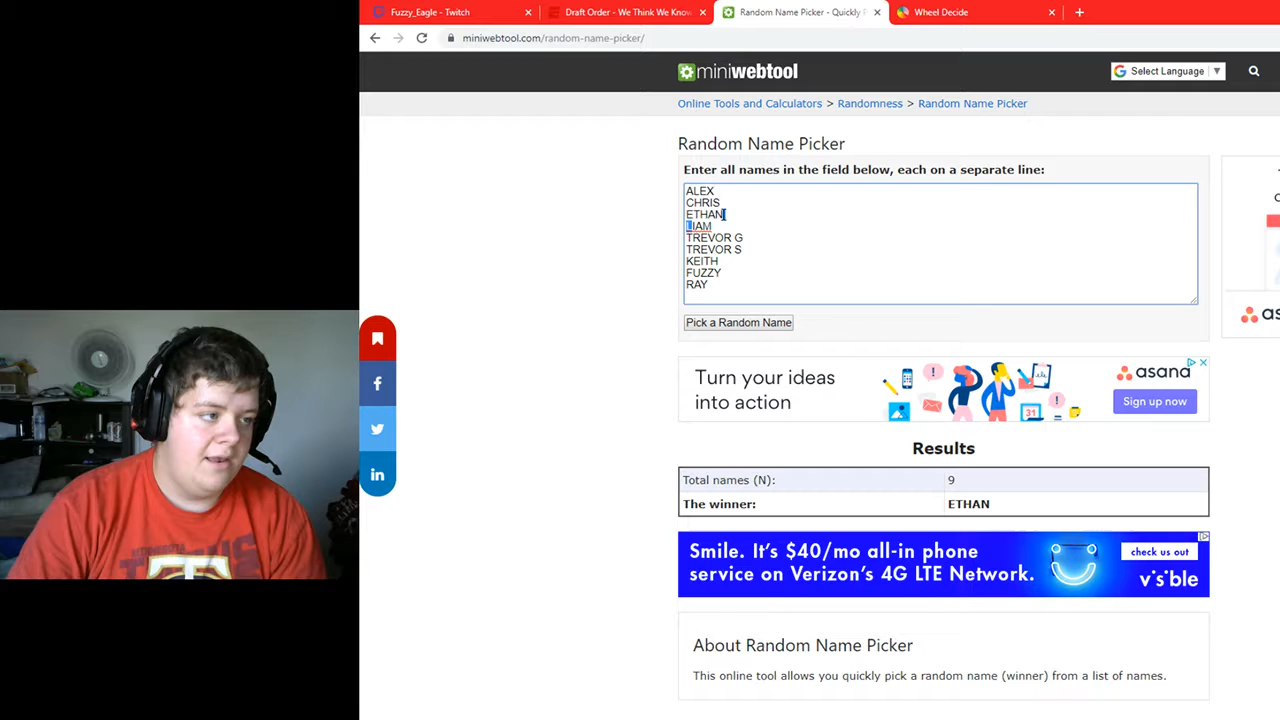 Fuzzy_Eagle - Twitch
Draft Order - We Think We Know
Random Name Picker - Quickly P
Wheel Decide
miniwebtool.com/random-name-picker/
miniwebtool
Select Language
Online Tools and Calculators > Randomness > Random Name Picker
Random Name Picker
Enter all names in the field below, each on a separate line:
ALEX
CHRIS
ETHAN
LIAM
TREVOR G
TREVOR S
KEITH
FUZZY
RAY
Pick a Random Name
Turn your ideas
into action
asana
Sign up now
31
Results
Total names (N): 9
The winner: ETHAN
Smile. It's $40/mo all-in phone
service on Verizon's 4G LTE Network.
check us out
visible
About Random Name Picker
This online tool allows you quickly pick a random name (winner) from a list of names.